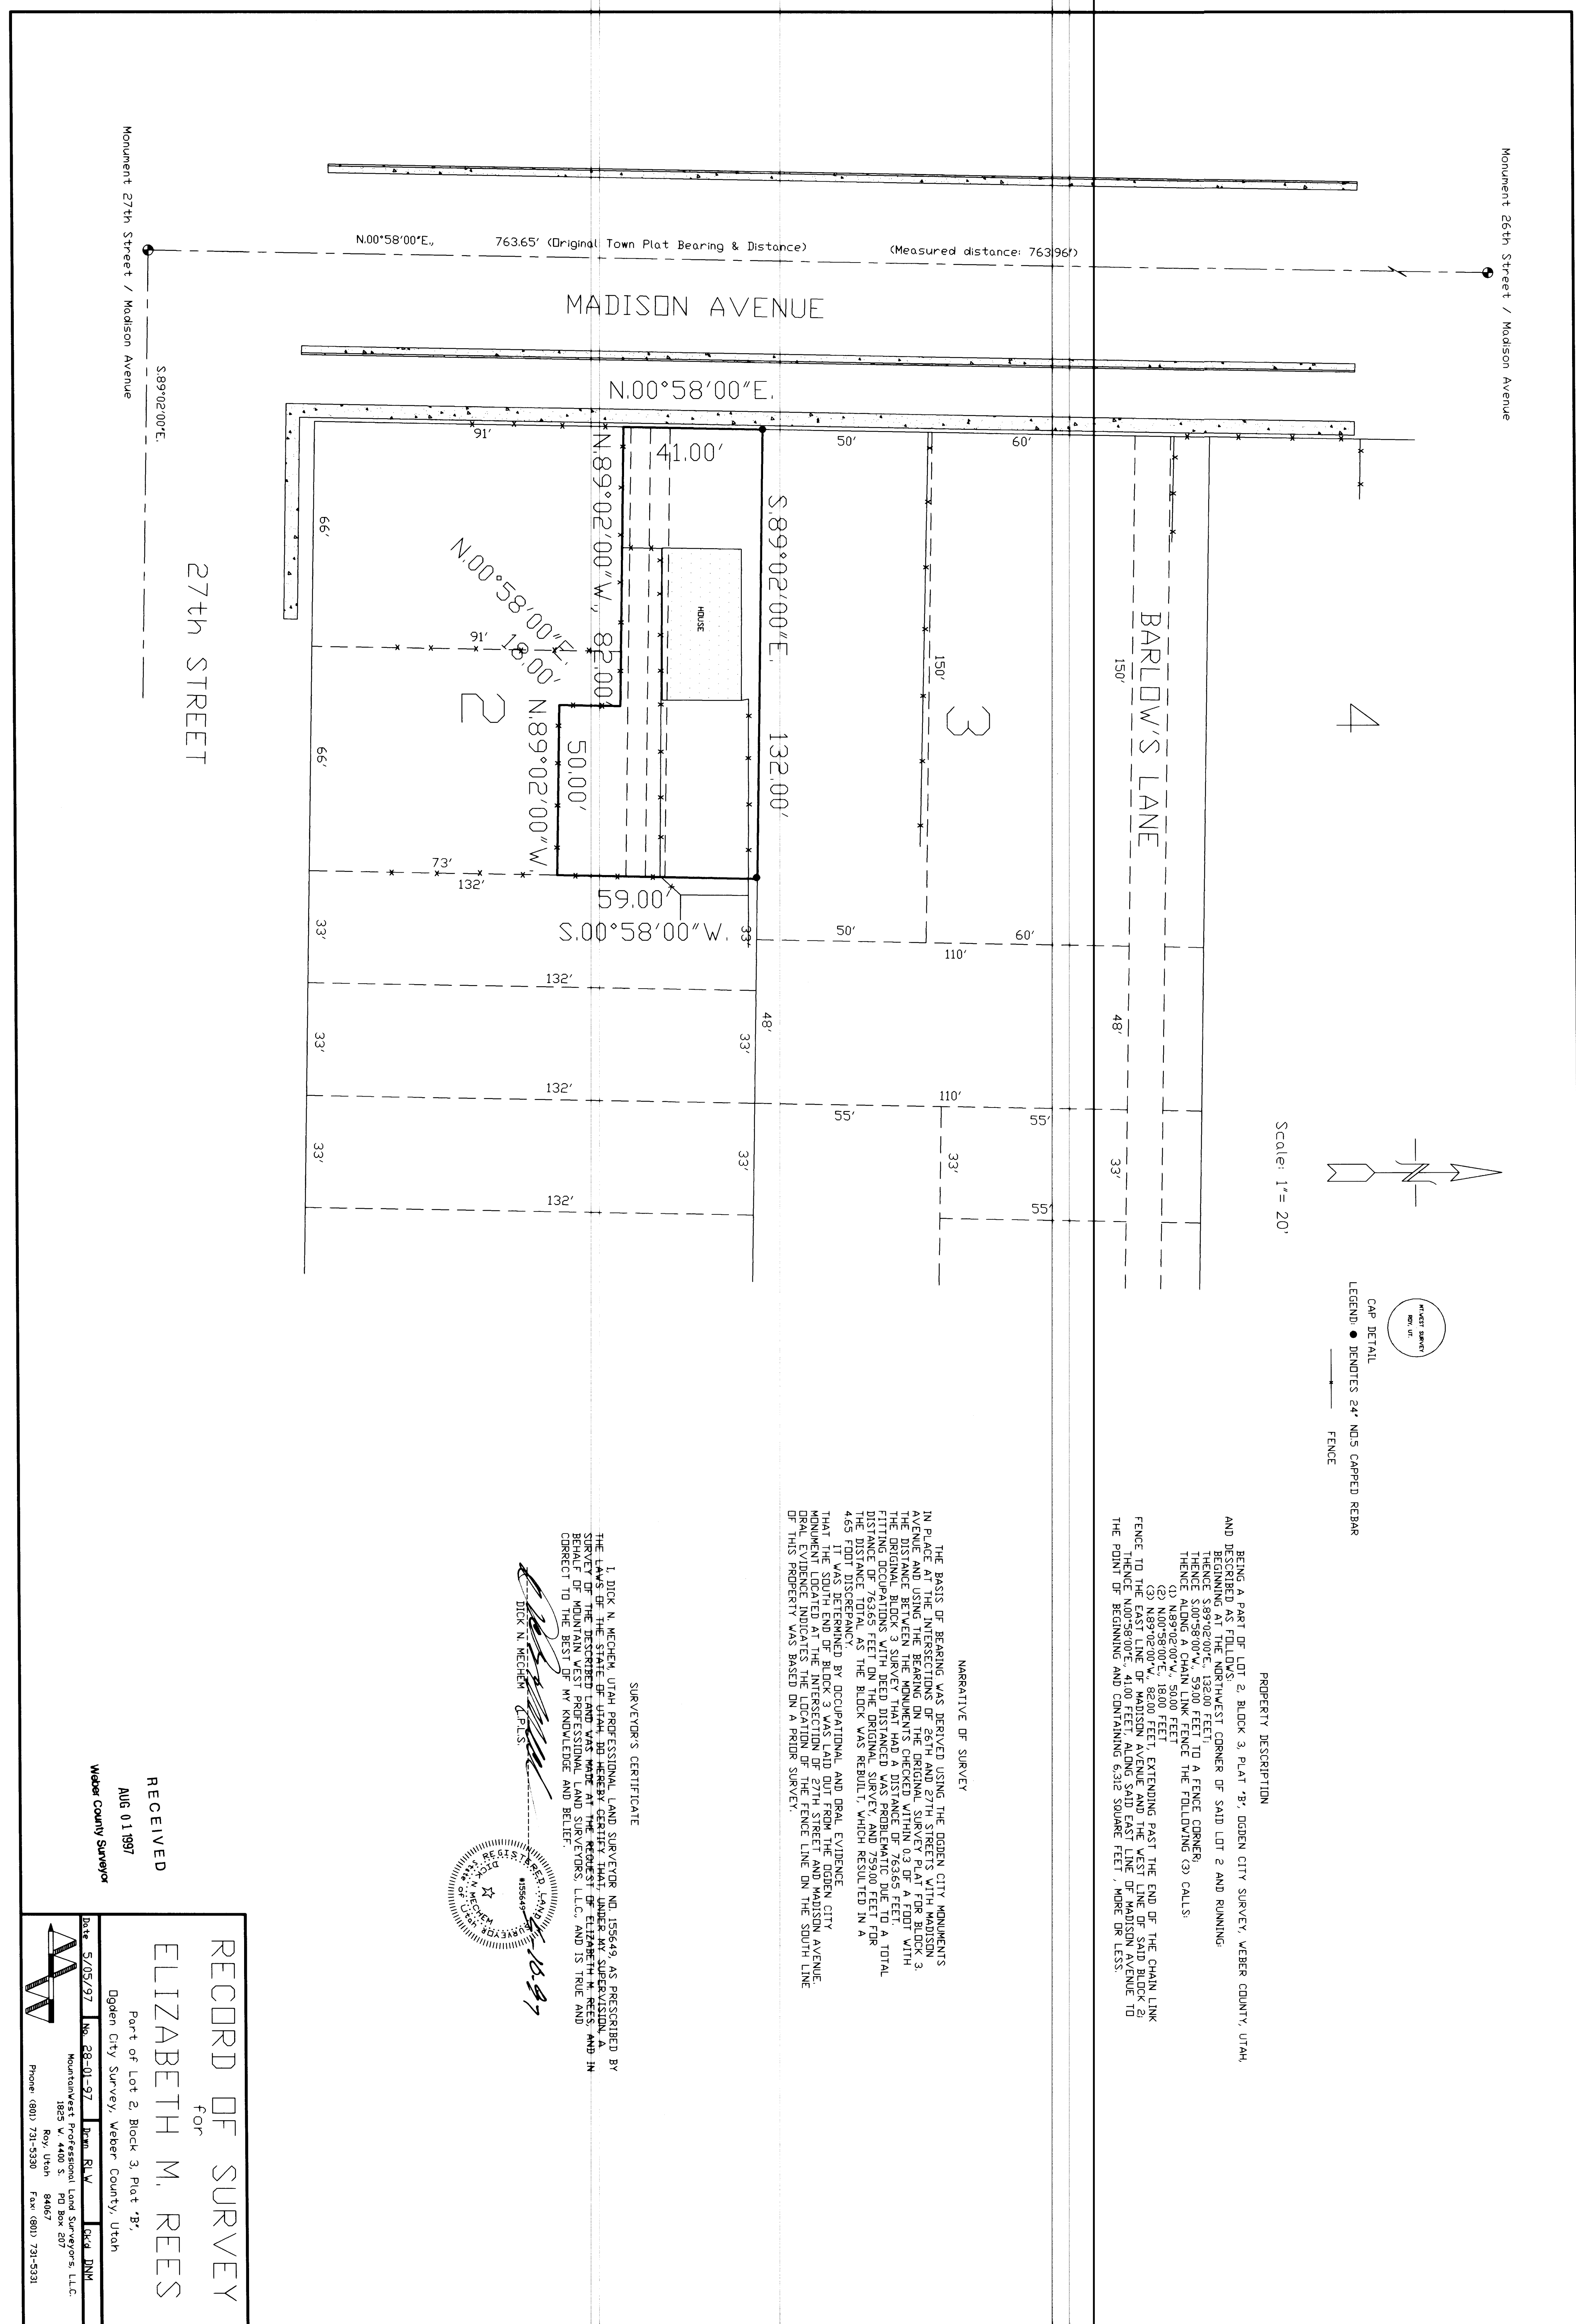 Monument 26th Street / Madison Avenue
Monument 27th Street / Madison Avenue
N.00°58'00"E., 763.65' (Original Town Plat Bearing & Distance) (Measured distance: 763.96')
MADISON AVENUE
N.00°58'00"E.
S.89°02'00"E.
27th STREET
91'
41.00'
50'
60'
N.89°02'00"W., 82.00'
S.89°02'00"E. 132.00'
HOUSE
66'
N.00°58'00"E.
18.00'
91'
2
3
4
150'
150'
BARLOW'S LANE
66'
50.00'
N.89°02'00"W.
73'
132'
59.00'
S.00°58'00"W.
33'
33'
50'
60'
110'
132'
48'
48'
33'
33'
132'
110'
55'
55'
33'
33'
33'
33'
132'
55'
Scale: 1"= 20'
N
MT.WEST SURVEY
ROY, UT.
CAP DETAIL
LEGEND: ● DENOTES 24" NO.5 CAPPED REBAR
FENCE
PROPERTY DESCRIPTION
BEING A PART OF LOT 2, BLOCK 3, PLAT "B", OGDEN CITY SURVEY, WEBER COUNTY, UTAH,
AND DESCRIBED AS FOLLOWS:
BEGINNING AT THE NORTHWEST CORNER OF SAID LOT 2 AND RUNNING;
THENCE S.89°02'00"E., 132.00 FEET;
THENCE S.00°58'00"W., 59.00 FEET TO A FENCE CORNER;
THENCE ALONG A CHAIN LINK FENCE THE FOLLOWING (3) CALLS:
(1) N.89°02'00"W., 50.00 FEET
(2) N.00°58'00"E, 18.00 FEET
(3) N.89°02'00"W., 82.00 FEET, EXTENDING PAST THE END OF THE CHAIN LINK
FENCE TO THE EAST LINE OF MADISON AVENUE AND THE WEST LINE OF SAID BLOCK 2;
THENCE N.00°58'00"E., 41.00 FEET, ALONG SAID EAST LINE OF MADISON AVENUE TO
THE POINT OF BEGINNING AND CONTAINING 6,312 SQUARE FEET , MORE OR LESS.
NARRATIVE OF SURVEY
THE BASIS OF BEARING WAS DERIVED USING THE OGDEN CITY MONUMENTS
IN PLACE AT THE INTERSECTIONS OF 26TH AND 27TH STREETS WITH MADISON
AVENUE AND USING THE BEARING ON THE ORIGINAL SURVEY PLAT FOR BLOCK 3.
THE DISTANCE BETWEEN THE MONUMENTS CHECKED WITHIN 0.3 OF A FOOT WITH
THE ORIGINAL BLOCK 3 SURVEY THAT HAD A DISTANCE OF 763.65 FEET.
FITTING OCCUPATIONS WITH DEED DISTANCED WAS PROBLEMATIC DUE TO A TOTAL
DISTANCE OF 763.65 FEET ON THE ORIGINAL SURVEY, AND 759.00 FEET FOR
THE DISTANCE TOTAL AS THE BLOCK WAS REBUILT, WHICH RESULTED IN A
4.65 FOOT DISCREPANCY.
IT WAS DETERMINED BY OCCUPATIONAL AND ORAL EVIDENCE
THAT THE SOUTH END OF BLOCK 3 WAS LAID OUT FROM THE OGDEN CITY
MONUMENT LOCATED AT THE INTERSECTION OF 27TH STREET AND MADISON AVENUE.
ORAL EVIDENCE INDICATES THE LOCATION OF THE FENCE LINE ON THE SOUTH LINE
OF THIS PROPERTY WAS BASED ON A PRIOR SURVEY.
SURVEYOR'S CERTIFICATE
I, DICK N. MECHEM, UTAH PROFESSIONAL LAND SURVEYOR NO. 155649, AS PRESCRIBED BY
THE LAWS OF THE STATE OF UTAH, DO HEREBY CERTIFY THAT, UNDER MY SUPERVISION, A
SURVEY OF THE DESCRIBED LAND WAS MADE AT THE REQUEST OF ELIZABETH M. REES, AND IN
BEHALF OF MOUNTAIN WEST PROFESSIONAL LAND SURVEYORS, L.L.C., AND IS TRUE AND
CORRECT TO THE BEST OF MY KNOWLEDGE AND BELIEF.
DICK N. MECHEM L.P.L.S.
REGISTERED LAND SURVEYOR
#155649
DICK N MECHEM
State OF Utah
RECEIVED
AUG 01 1997
Weber County Surveyor
RECORD OF SURVEY
for
ELIZABETH M. REES
Part of Lot 2, Block 3, Plat "B",
Ogden City Survey, Weber County, Utah
Date 5/05/97 No. 28-01-97 Drwn RLW Ck'd DNM
MountainWest Professional Land Surveyors, L.L.C.
1825 W. 4400 S. PO Box 207
Roy, Utah 84067
Phone: (801) 731-5330 Fax: (801) 731-5331